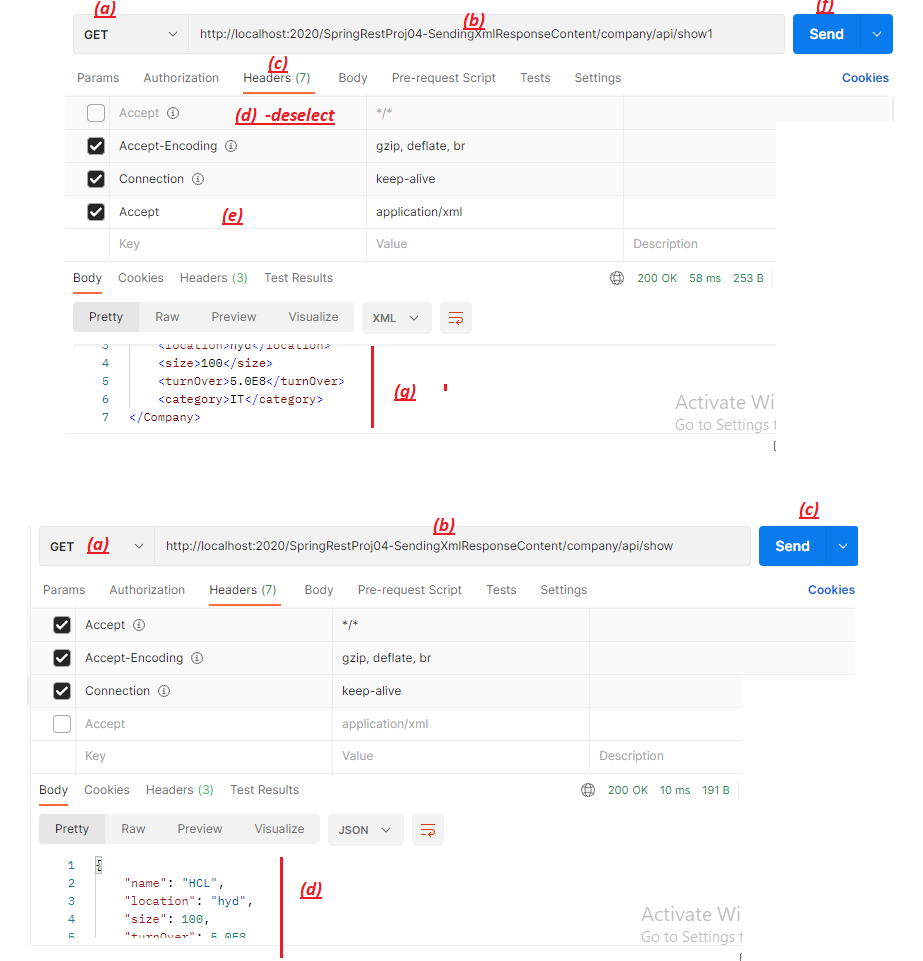 (a)
(b)
(f)
GET http://localhost:2020/SpringRestProj04-SendingXmlResponseContent/company/api/show1 Send
(c)
Params Authorization Headers (7) Body Pre-request Script Tests Settings Cookies
Accept (d) -deselect */*
Accept-Encoding gzip, deflate, br
Connection keep-alive
Accept (e) application/xml
Key Value Description
Body Cookies Headers (3) Test Results 200 OK 58 ms 253 B
Pretty Raw Preview Visualize XML
3 <location>hyd</location>
4 <size>100</size>
5 <turnOver>5.0E8</turnOver>
6 <category>IT</category>
7 </Company>
(g)
Activate Wi
Go to Settings t
(c)
(b)
GET (a) http://localhost:2020/SpringRestProj04-SendingXmlResponseContent/company/api/show Send
Params Authorization Headers (7) Body Pre-request Script Tests Settings Cookies
Accept */*
Accept-Encoding gzip, deflate, br
Connection keep-alive
Accept application/xml
Key Value Description
Body Cookies Headers (3) Test Results 200 OK 10 ms 191 B
Pretty Raw Preview Visualize JSON
1 {
2 "name": "HCL",
3 "location": "hyd",
4 "size": 100,
5 "turnOver": 5.0E8
(d)
Activate Wi
Go to Settings t